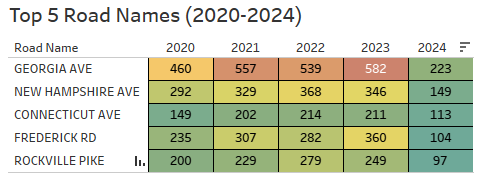 Top 5 Road Names (2020-2024)
Road Name 2020 2021 2022 2023 2024
GEORGIA AVE 460 557 539 582 223
NEW HAMPSHIRE AVE 292 329 368 346 149
CONNECTICUT AVE 149 202 214 211 113
FREDERICK RD 235 307 282 360 104
ROCKVILLE PIKE 200 229 279 249 97